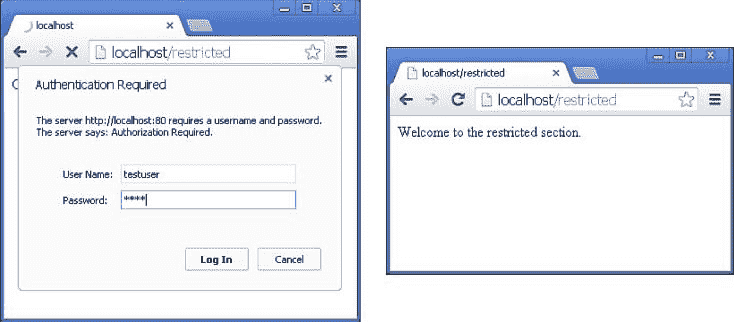 localhost
localhost/restricted
Authentication Required
The server http://localhost:80 requires a username and password.
The server says: Authorization Required.
User Name: testuser
Password: ****
Log In
Cancel
localhost/restricted
localhost/restricted
Welcome to the restricted section.